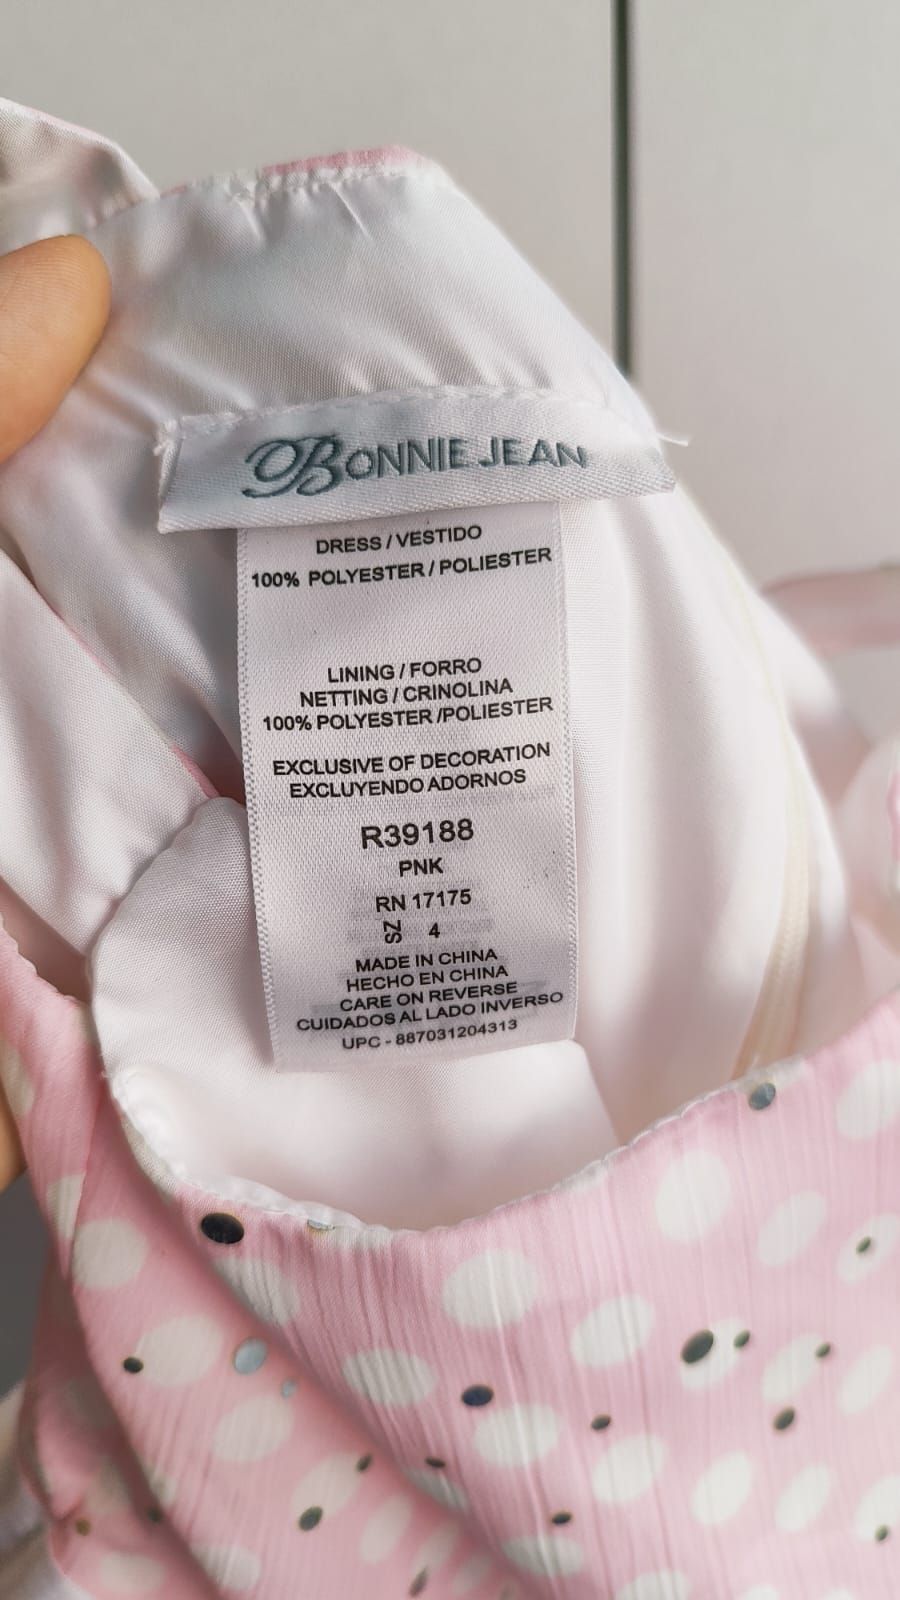 BONNIE JEAN
DRESS / VESTIDO
100% POLYESTER / POLIESTER
LINING / FORRO
NETTING / CRINOLINA
100% POLYESTER /POLIESTER
EXCLUSIVE OF DECORATION
EXCLUYENDO ADORNOS
R39188
PNK
RN 17175
SZ 4
MADE IN CHINA
HECHO EN CHINA
CARE ON REVERSE
CUIDADOS AL LADO INVERSO
UPC - 887031204313